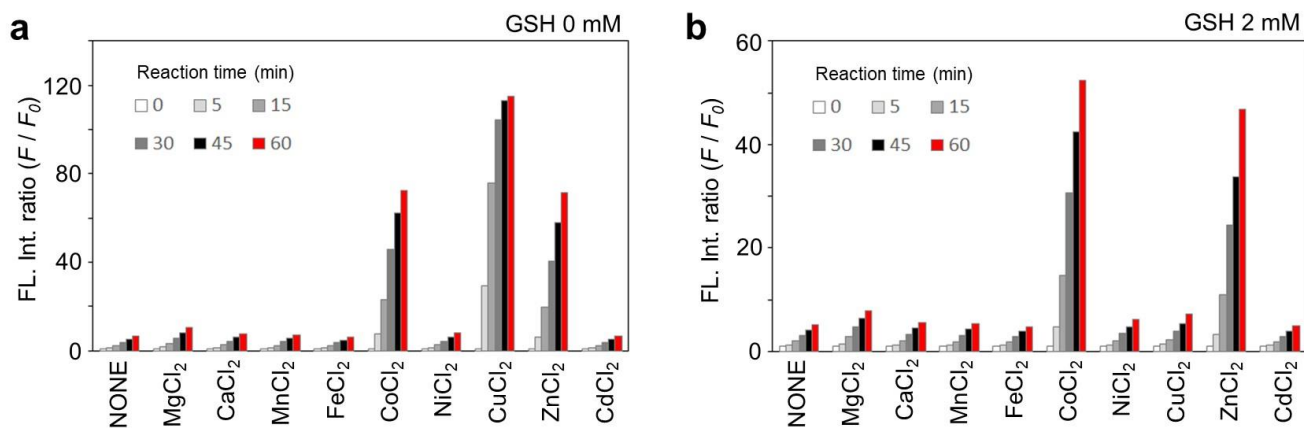 a
GSH 0 mM
FL. Int. ratio (F / F0)
120
80
40
0
Reaction time (min)
0 5 15
30 45 60
NONE
MgCl2
CaCl2
MnCl2
FeCl2
CoCl2
NiCl2
CuCl2
ZnCl2
CdCl2
b
GSH 2 mM
FL. Int. ratio (F / F0)
60
40
20
0
Reaction time (min)
0 5 15
30 45 60
NONE
MgCl2
CaCl2
MnCl2
FeCl2
CoCl2
NiCl2
CuCl2
ZnCl2
CdCl2